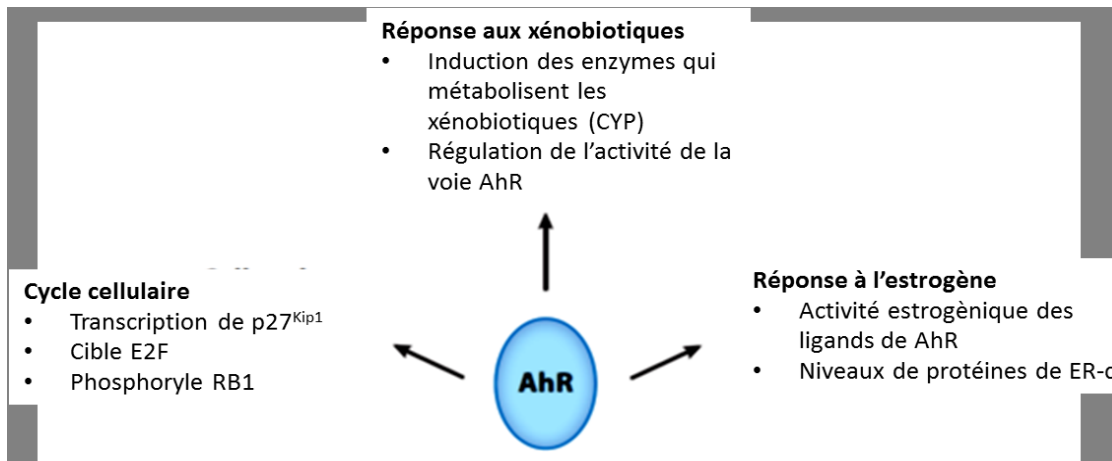 Réponse aux xénobiotiques
• Induction des enzymes qui
métabolisent les
xénobiotiques (CYP)
• Régulation de l’activité de la
voie AhR
Cycle cellulaire
• Transcription de p27Kip1
• Cible E2F
• Phosphoryle RB1
Réponse à l’estrogène
• Activité estrogènique des
ligands de AhR
• Niveaux de protéines de
AhR